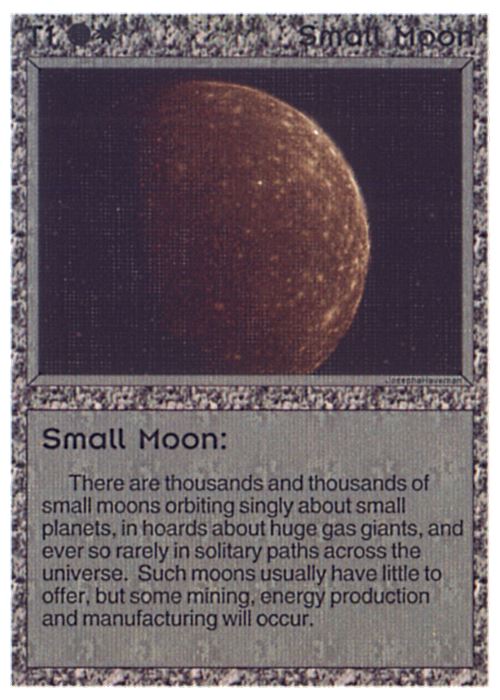 T1 Small Moon
JosephaHaveman
Small Moon:
There are thousands and thousands of
small moons orbiting singly about small
planets, in hoards about huge gas giants, and
ever so rarely in solitary paths across the
universe. Such moons usually have little to
offer, but some mining, energy production
and manufacturing will occur.